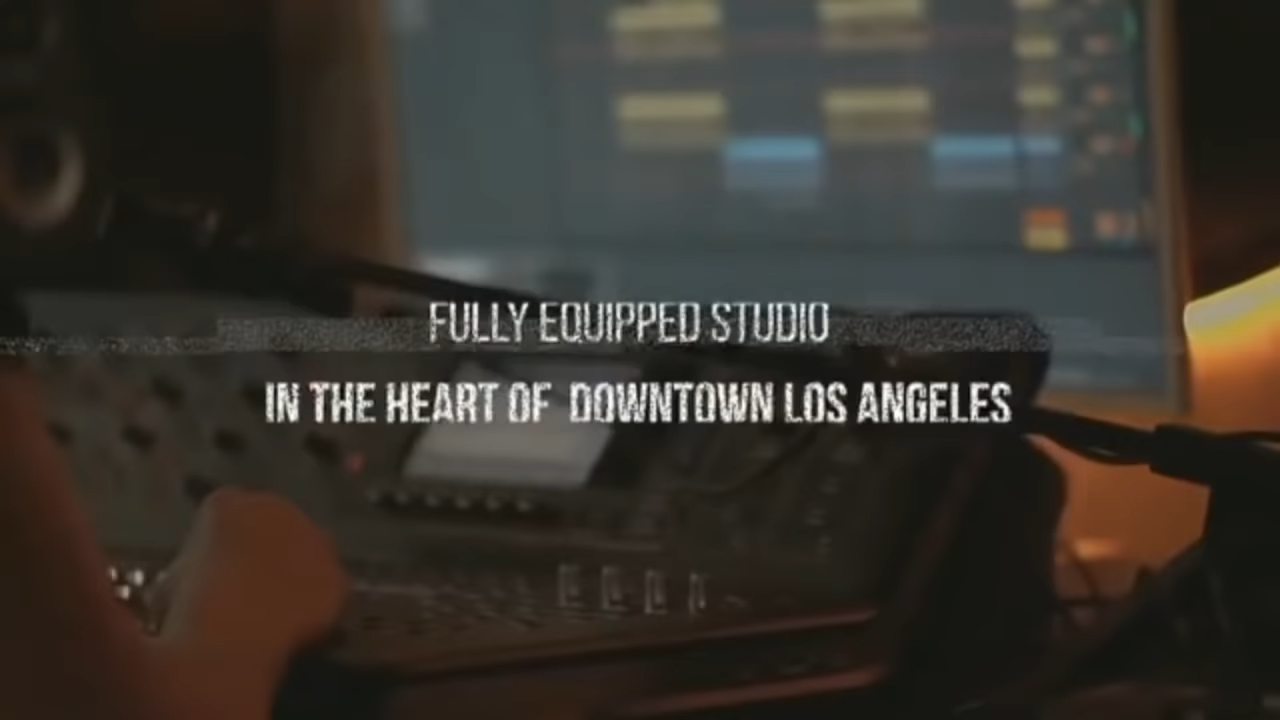 FULLY EQUIPPED STUDIO
IN THE HEART OF DOWNTOWN LOS ANGELES